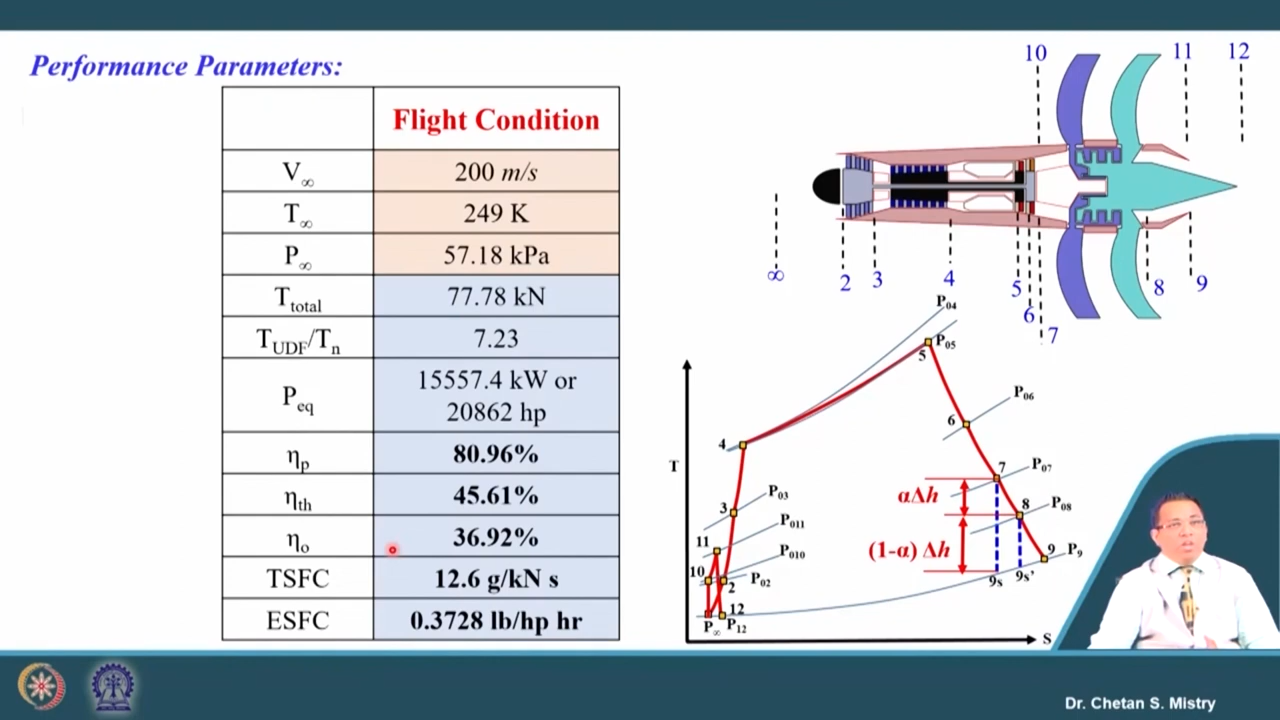 Performance Parameters:
Flight Condition
V∞ 200 m/s
T∞ 249 K
P∞ 57.18 kPa
Ttotal 77.78 kN
TUDF/Tn 7.23
Peq 15557.4 kW or
20862 hp
ηp 80.96%
ηth 45.61%
ηo 36.92%
TSFC 12.6 g/kN s
ESFC 0.3728 lb/hp hr
10 11 12
∞ 2 3 4 5 6 7 8 9
T
S
P04
5 P05
6 P06
7 P07
8 P08
9 P9
4
3 P03
11 P011
10 P010
2 P02
12
P∞ P12
αΔh
(1-α) Δh
9s 9s'
Dr. Chetan S. Mistry